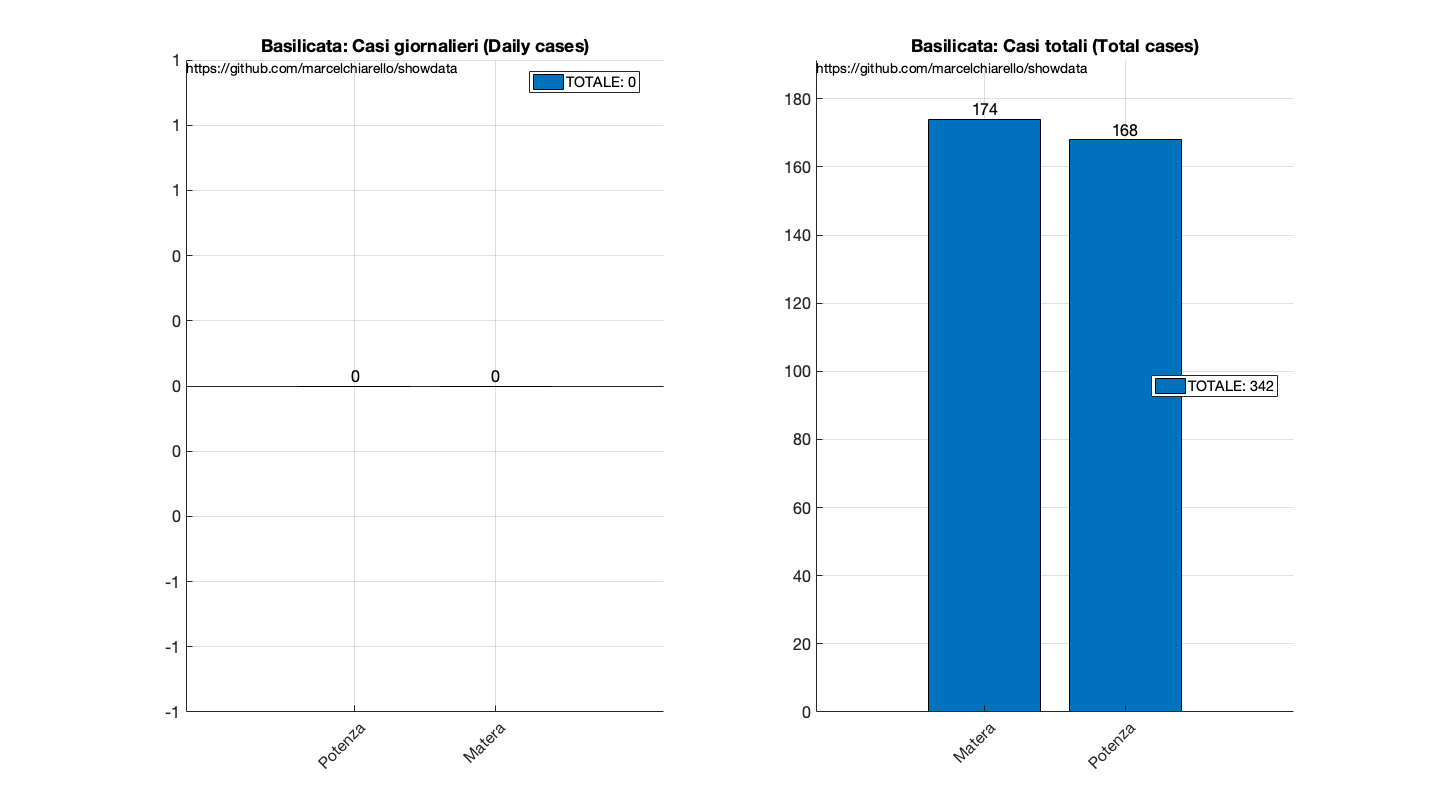 Basilicata: Casi giornalieri (Daily cases)
https://github.com/marcelchiarello/showdata
TOTALE: 0
1
1
1
0
0
0
0
0
-1
-1
-1
0
0
Potenza
Matera
Basilicata: Casi totali (Total cases)
https://github.com/marcelchiarello/showdata
180
160
140
120
100
80
60
40
20
0
174
168
TOTALE: 342
Matera
Potenza